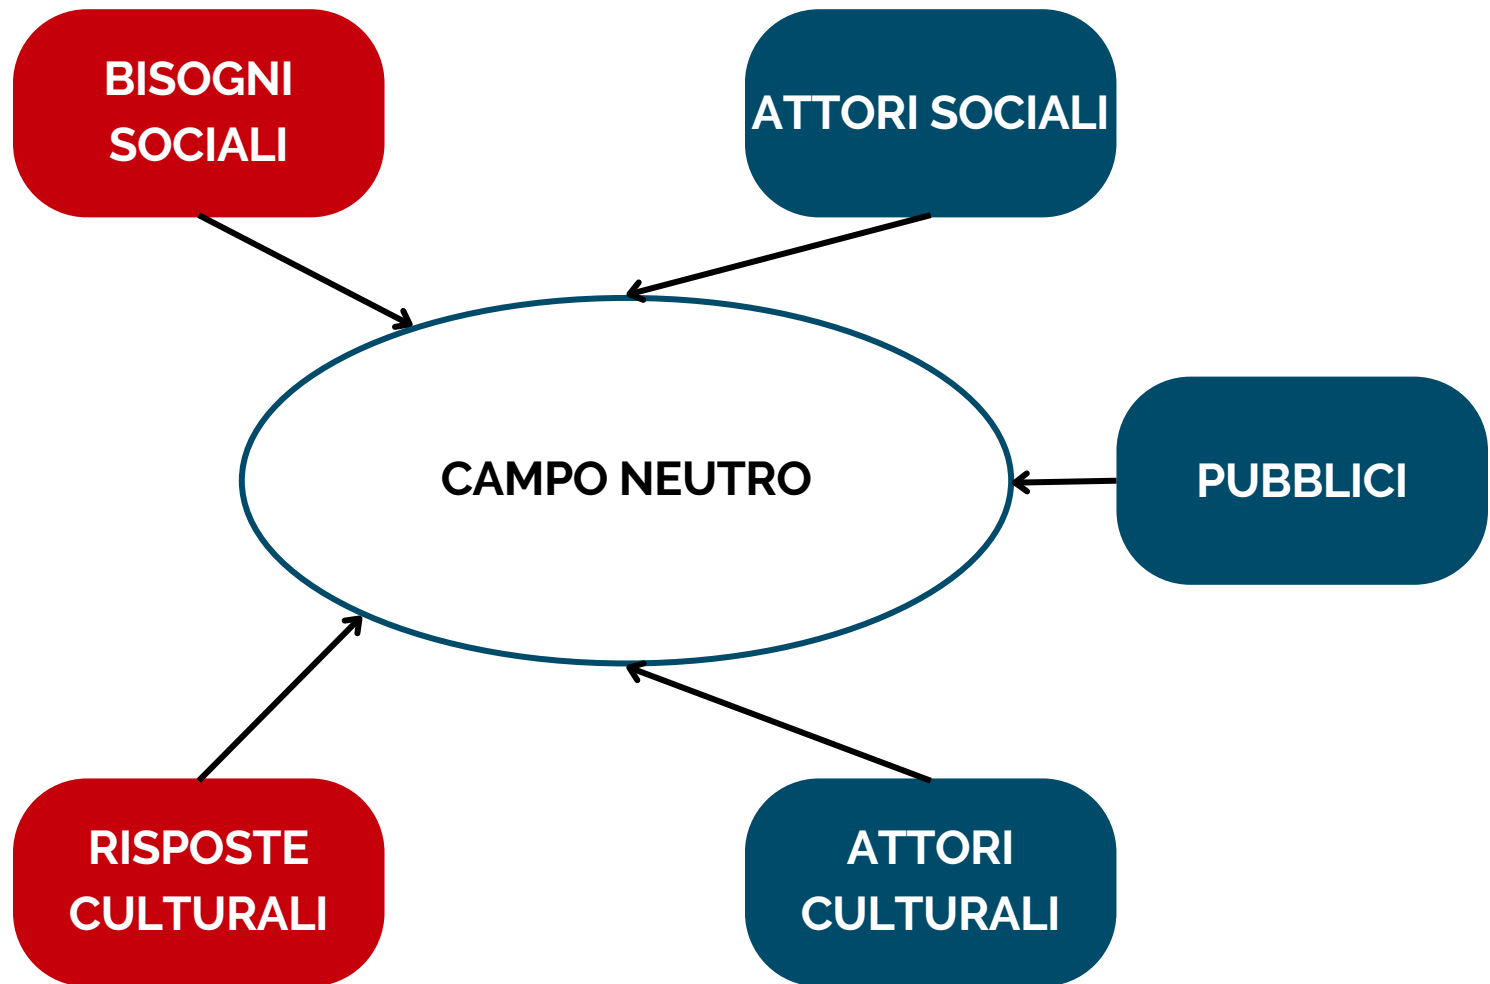 BISOGNI
SOCIALI
ATTORI SOCIALI
CAMPO NEUTRO
PUBBLICI
RISPOSTE
CULTURALI
ATTORI
CULTURALI